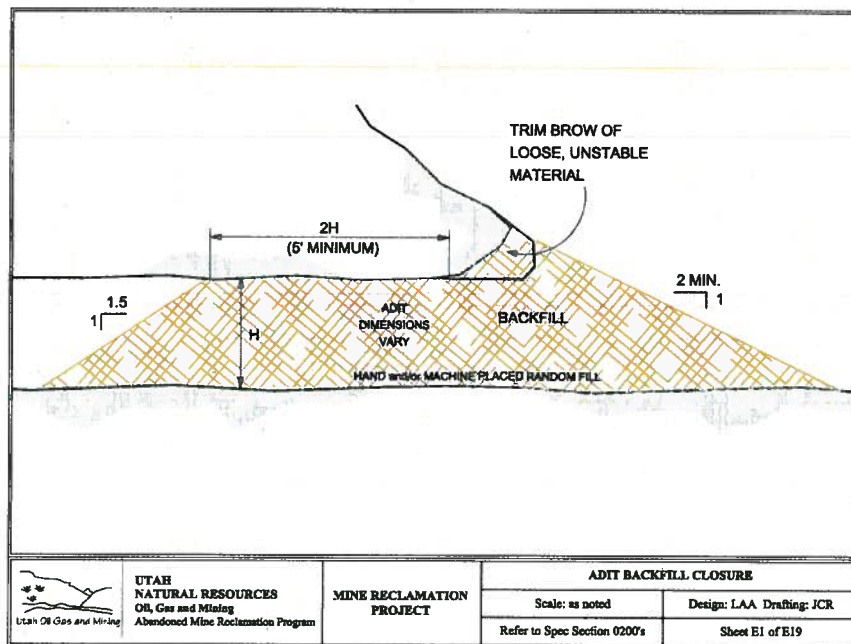 TRIM BROW OF
LOOSE, UNSTABLE
MATERIAL
2H
(5' MINIMUM)
1.5
1
H
ADIT
DIMENSIONS
VARY
BACKFILL
2 MIN.
1
HAND and/or MACHINE PLACED RANDOM FILL
Utah Oil Gas and Mining
UTAH
NATURAL RESOURCES
Oil, Gas and Mining
Abandoned Mine Reclamation Program
MINE RECLAMATION
PROJECT
ADIT BACKFILL CLOSURE
Scale: as noted
Design: LAA Drafting: JCR
Refer to Spec Section 0200's
Sheet E1 of E19